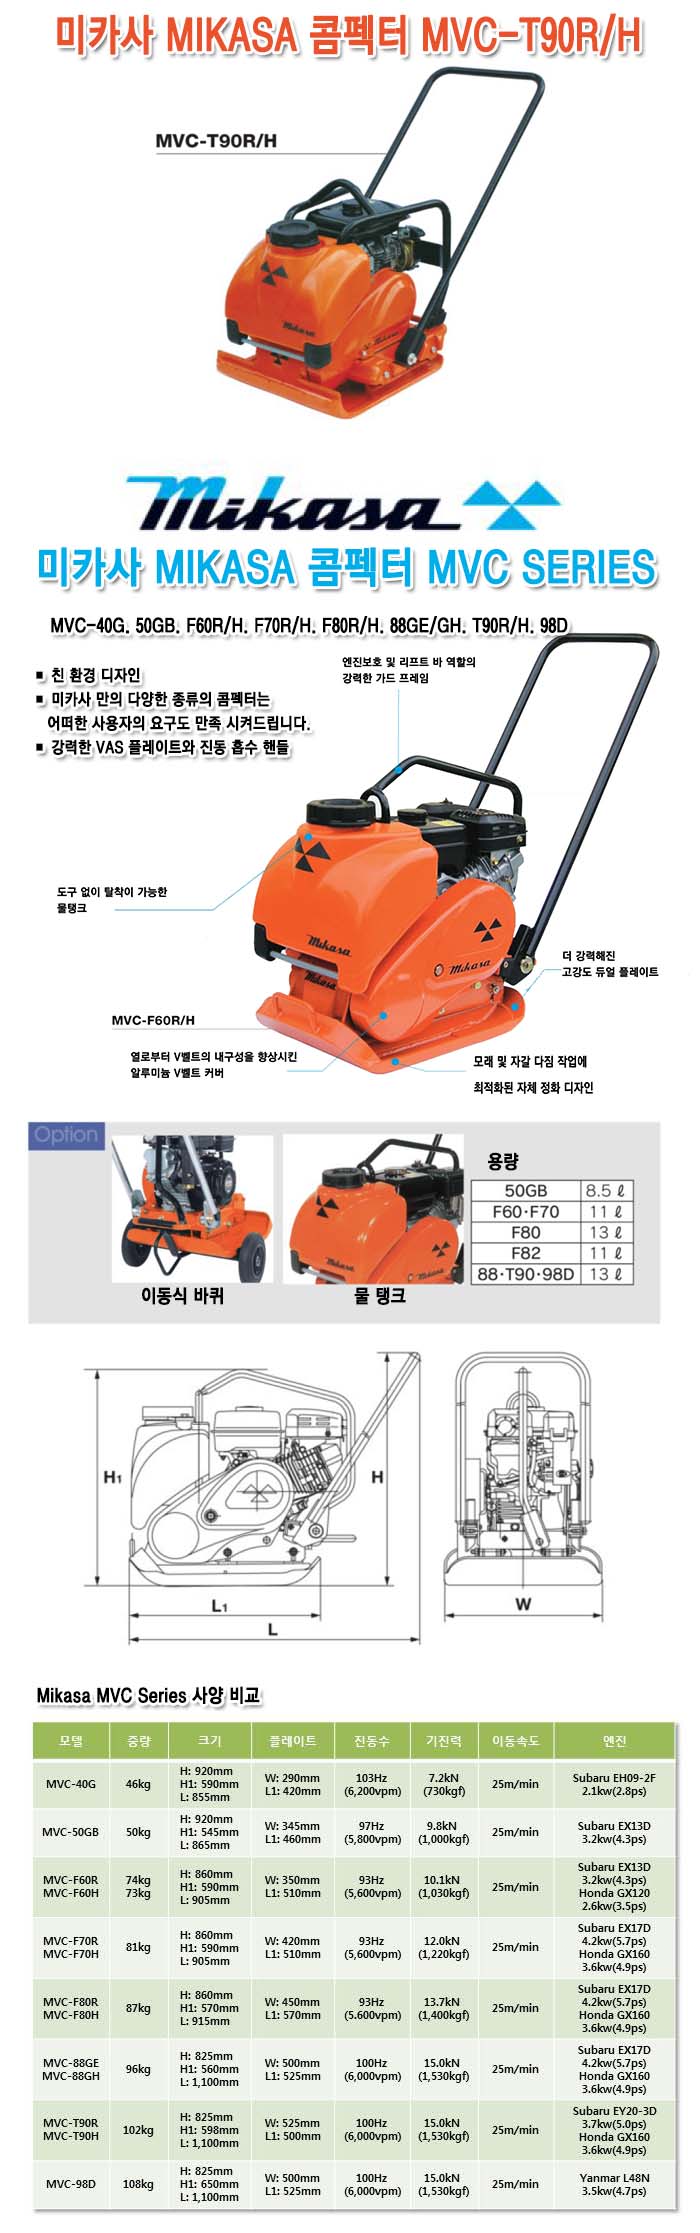 미카사 MIKASA 콤펙터 MVC-T90R/H
MVC-T90R/H
Mikasa
mikasa
미카사 MIKASA 콤펙터 MVC SERIES
MVC-40G. 50GB. F60R/H. F70R/H. F80R/H. 88GE/GH. T90R/H. 98D
■ 친 환경 디자인
■ 미카사 만의 다양한 종류의 콤펙터는
어떠한 사용자의 요구도 만족 시켜드립니다.
■ 강력한 VAS 플레이트와 진동 흡수 핸들
엔진보호 및 리프트 바 역할의
강력한 가드 프레임
도구 없이 탈착이 가능한
물탱크
Mikasa
Mikasa
더 강력해진
고강도 듀얼 플레이트
MVC-F60R/H
열로부터 V벨트의 내구성을 향상시킨
알루미늄 V벨트 커버
모래 및 자갈 다짐 작업에
최적화된 자체 정화 디자인
Option
이동식 바퀴
Mikasa
물 탱크
용량
50GB 8.5 ℓ
F60·F70 11 ℓ
F80 13 ℓ
F82 11 ℓ
88·T90·98D 13 ℓ
H1
H
L1
L
W
Mikasa MVC Series 사양 비교
모델 중량 크기 플레이트 진동수 기진력 이동속도 엔진
MVC-40G 46kg H: 920mm H1: 590mm L: 855mm W: 290mm L1: 420mm 103Hz (6,200vpm) 7.2kN (730kgf) 25m/min Subaru EH09-2F 2.1kw(2.8ps)
MVC-50GB 50kg H: 920mm H1: 545mm L: 865mm W: 345mm L1: 460mm 97Hz (5,800vpm) 9.8kN (1,000kgf) 25m/min Subaru EX13D 3.2kw(4.3ps)
MVC-F60R MVC-F60H 74kg 73kg H: 860mm H1: 590mm L: 905mm W: 350mm L1: 510mm 93Hz (5,600vpm) 10.1kN (1,030kgf) 25m/min Subaru EX13D 3.2kw(4.3ps) Honda GX120 2.6kw(3.5ps)
MVC-F70R MVC-F70H 81kg H: 860mm H1: 590mm L: 905mm W: 420mm L1: 510mm 93Hz (5,600vpm) 12.0kN (1,220kgf) 25m/min Subaru EX17D 4.2kw(5.7ps) Honda GX160 3.6kw(4.9ps)
MVC-F80R MVC-F80H 87kg H: 860mm H1: 570mm L: 915mm W: 450mm L1: 570mm 93Hz (5.600vpm) 13.7kN (1,400kgf) 25m/min Subaru EX17D 4.2kw(5.7ps) Honda GX160 3.6kw(4.9ps)
MVC-88GE MVC-88GH 96kg H: 825mm H1: 560mm L: 1,100mm W: 500mm L1: 525mm 100Hz (6,000vpm) 15.0kN (1,530kgf) 25m/min Subaru EX17D 4.2kw(5.7ps) Honda GX160 3.6kw(4.9ps)
MVC-T90R MVC-T90H 102kg H: 825mm H1: 598mm L: 1,100mm W: 525mm L1: 500mm 100Hz (6,000vpm) 15.0kN (1,530kgf) 25m/min Subaru EY20-3D 3.7kw(5.0ps) Honda GX160 3.6kw(4.9ps)
MVC-98D 108kg H: 825mm H1: 650mm L: 1,100mm W: 500mm L1: 525mm 100Hz (6,000vpm) 15.0kN (1,530kgf) 25m/min Yanmar L48N 3.5kw(4.7ps)